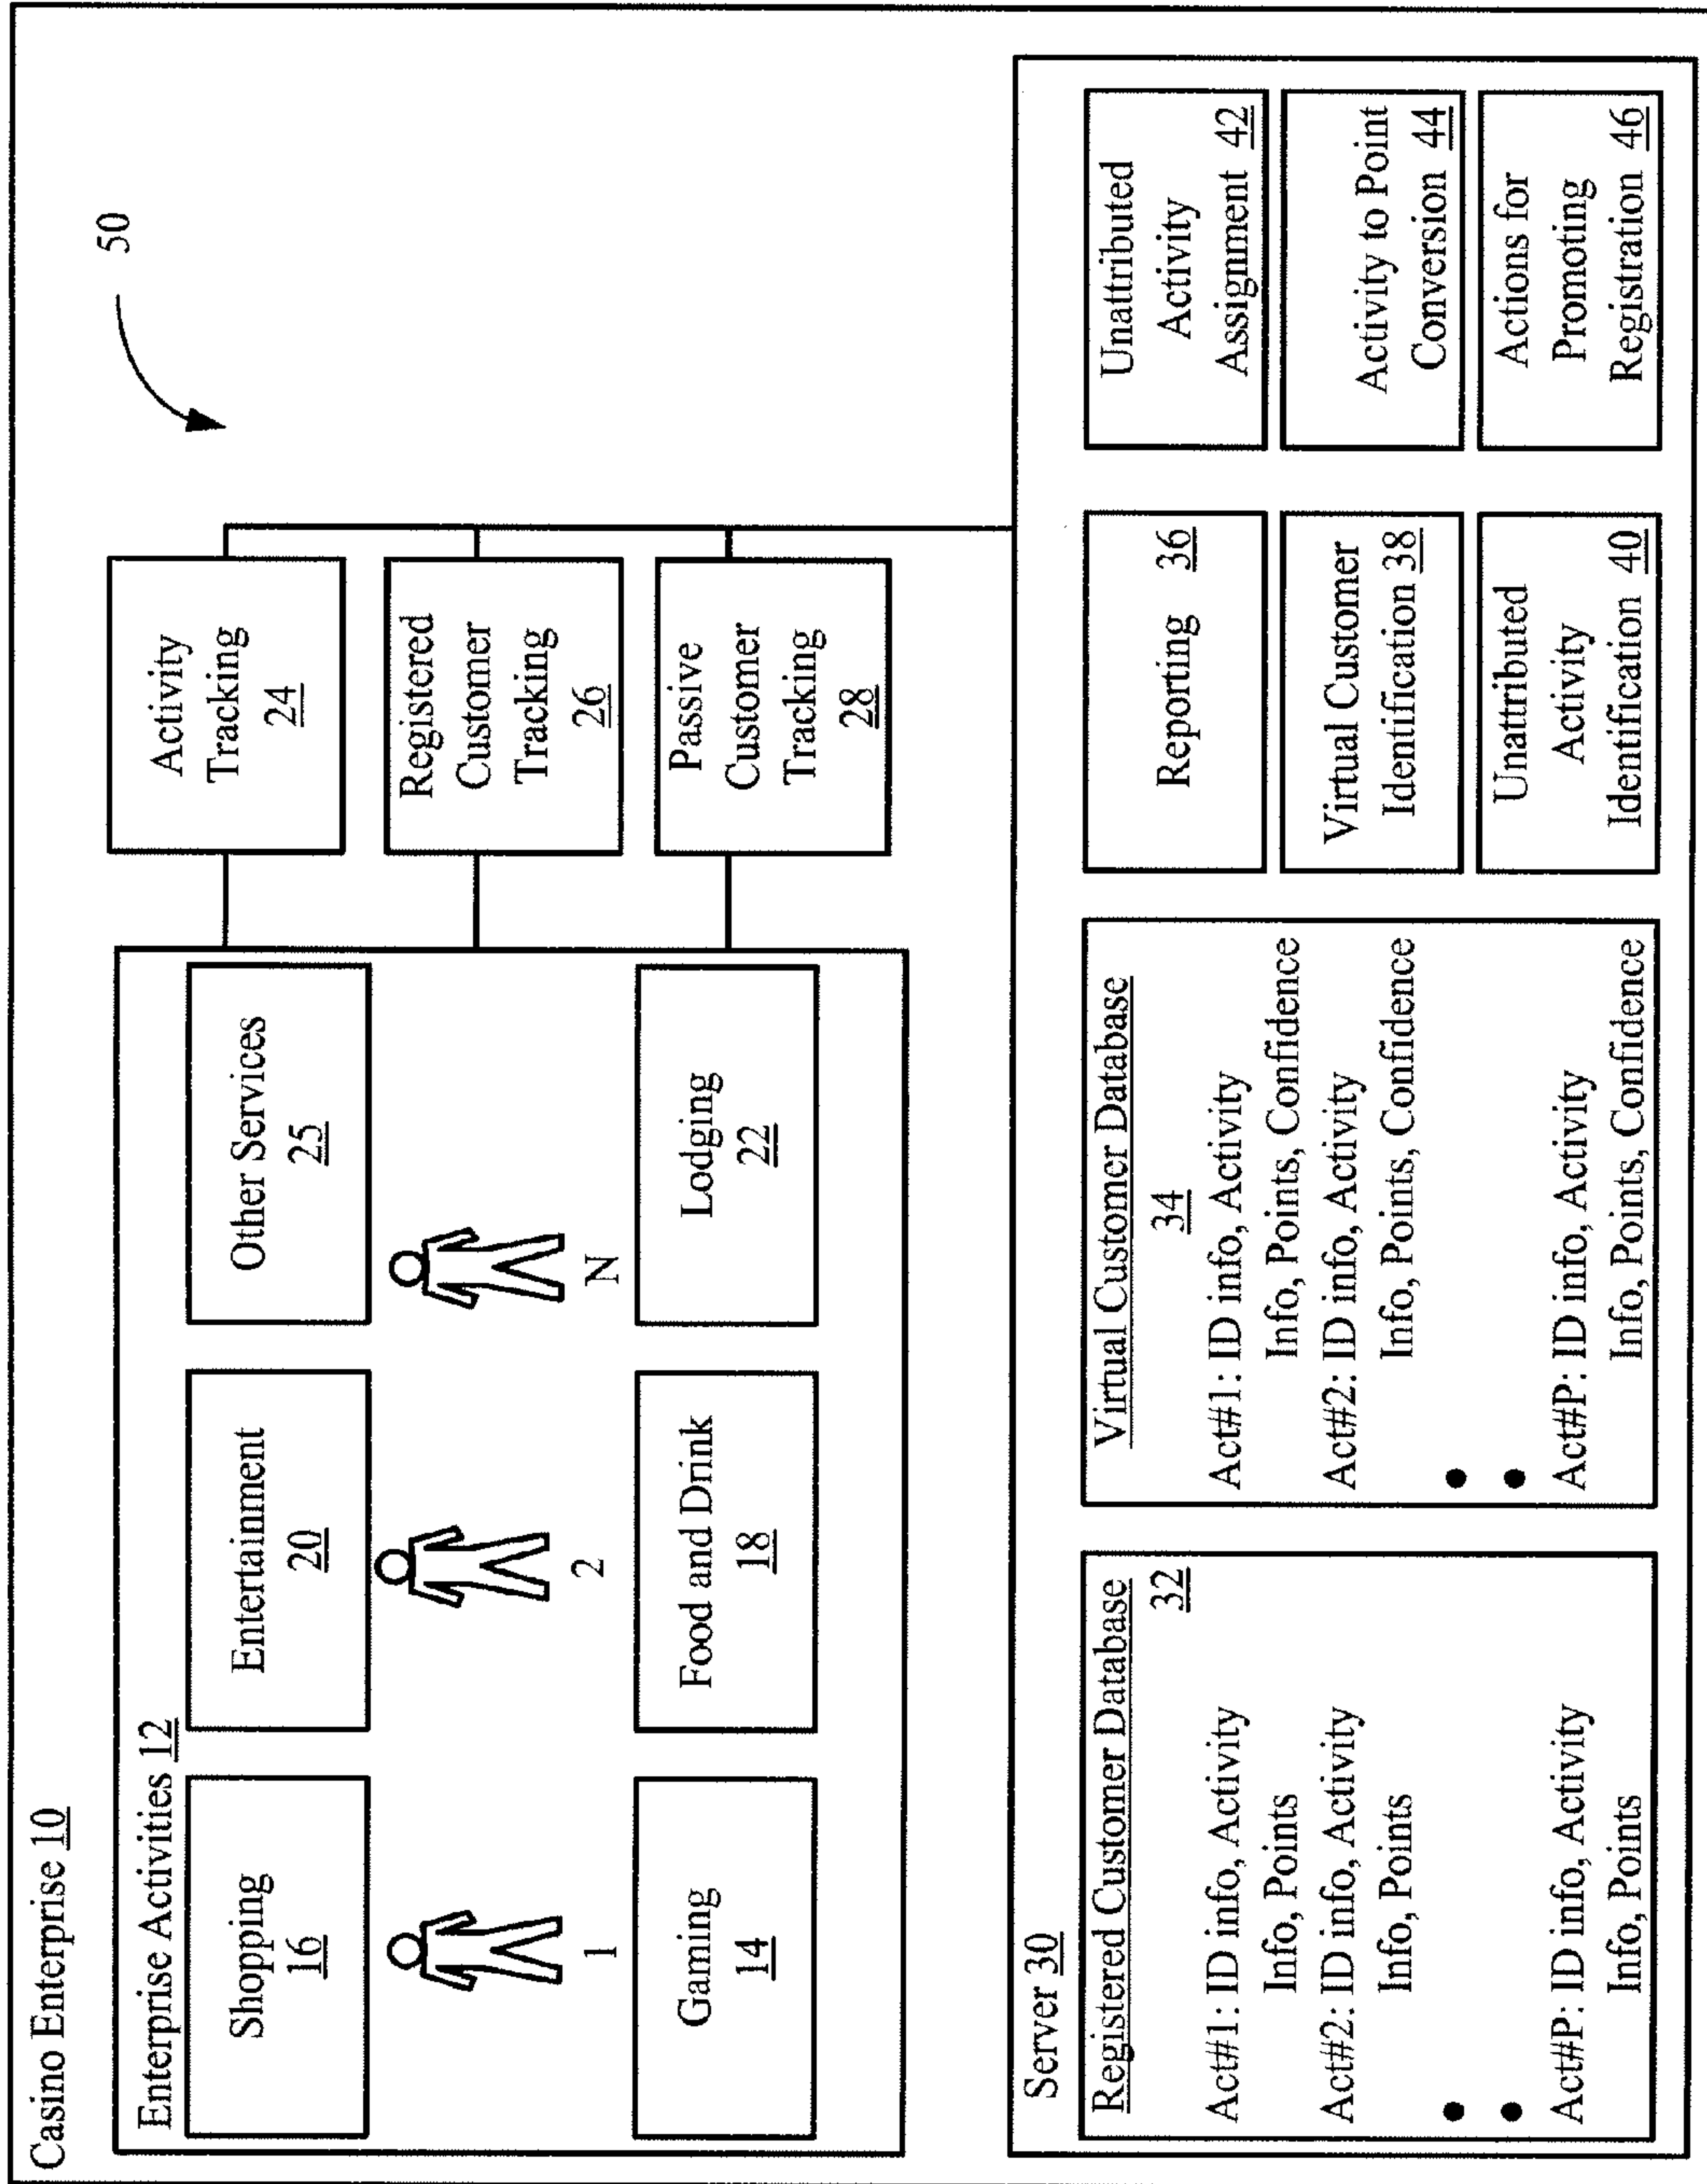 Casino Enterprise 10
50
Enterprise Activities 12
Shopping
16
Entertainment
20
Other Services
25
1
2
N
Gaming
14
Food and Drink
18
Lodging
22
Activity
Tracking
24
Registered
Customer
Tracking
26
Passive
Customer
Tracking
28
Server 30
Registered Customer Database
32
Act#1: ID info, Activity
Info, Points
Act#2: ID info, Activity
Info, Points
Act#P: ID info, Activity
Info, Points
Virtual Customer Database
34
Act#1: ID info, Activity
Info, Points, Confidence
Act#2: ID info, Activity
Info, Points, Confidence
Act#P: ID info, Activity
Info, Points, Confidence
Reporting 36
Virtual Customer
Identification 38
Unattributed
Activity
Identification 40
Unattributed
Activity
Assignment 42
Activity to Point
Conversion 44
Actions for
Promoting
Registration 46